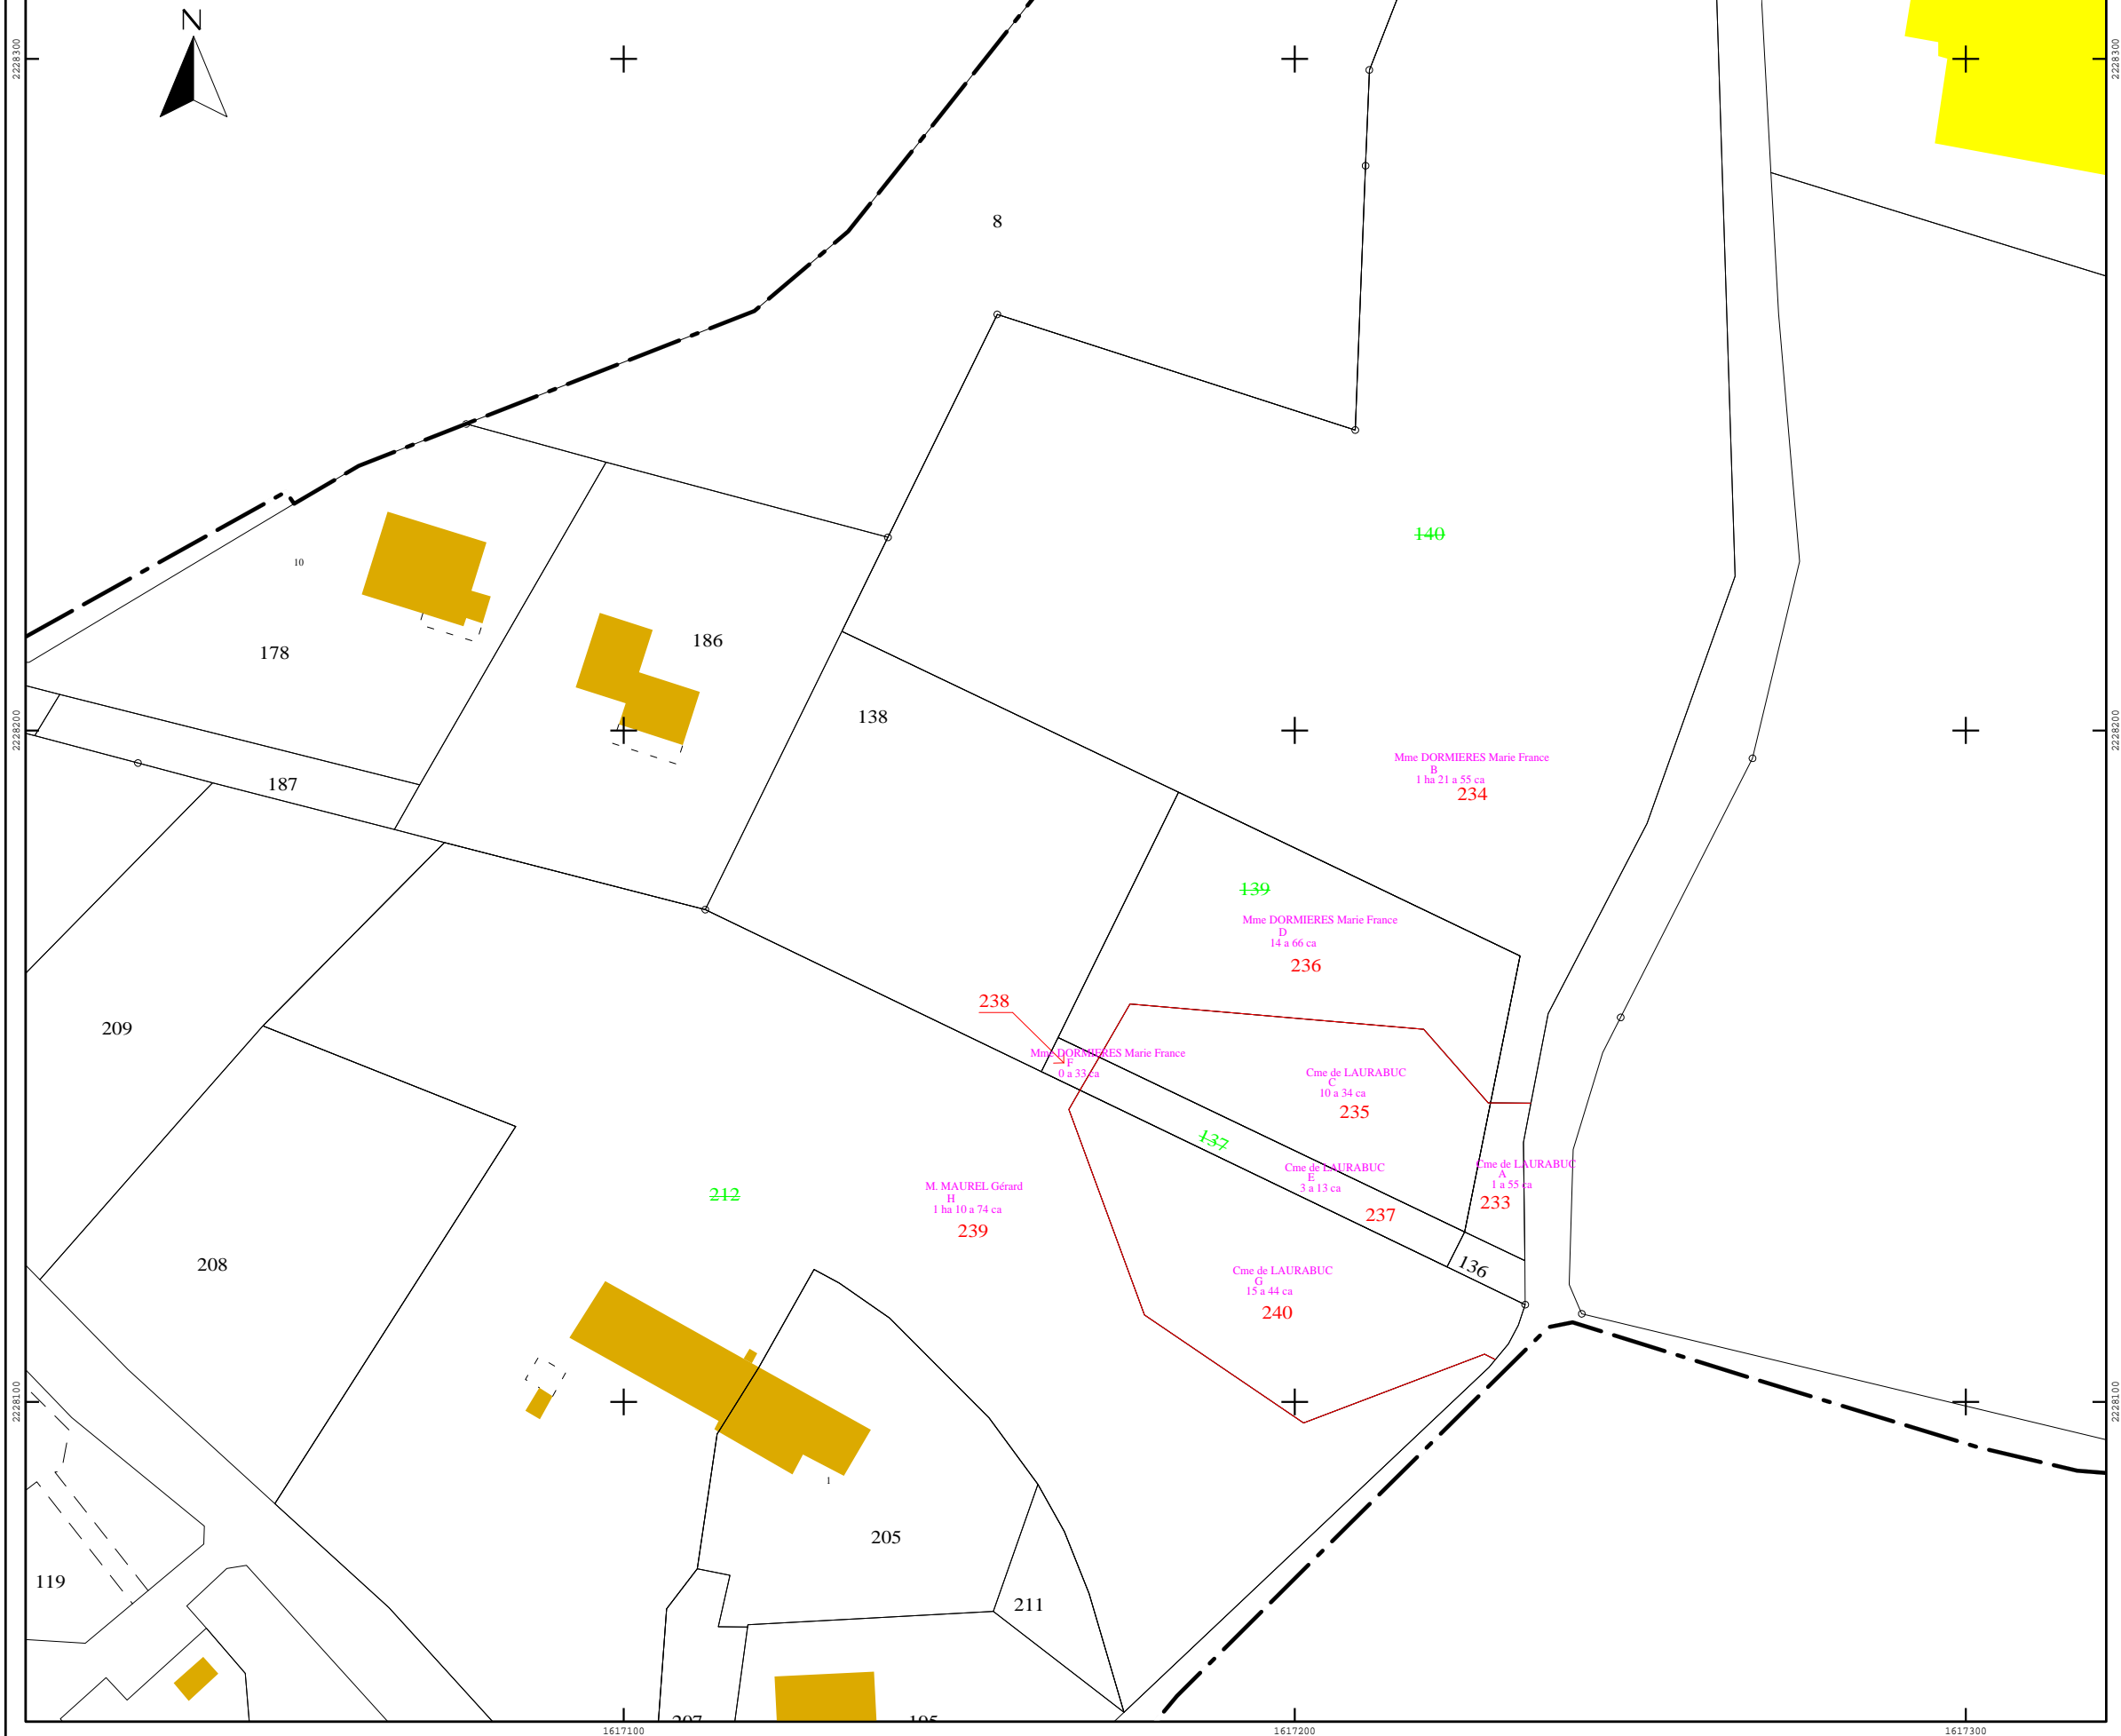 N
2228300
2228300
8
140
10
186
178
138
2228200
2228200
Mme DORMIERES Marie France
B
1 ha 21 a 55 ca
234
187
139
Mme DORMIERES Marie France
D
14 a 66 ca
236
238
209
Mme DORMIERES Marie France
F
0 a 33 ca
Cme de LAURABUC
C
10 a 34 ca
235
137
Cme de LAURABUC
E
3 a 13 ca
237
Cme de LAURABUC
A
1 a 55 ca
233
212
M. MAUREL Gérard
H
1 ha 10 a 74 ca
239
208
136
Cme de LAURABUC
G
15 a 44 ca
240
2228100
2228100
1
205
119
211
207
195
1617100
1617200
1617300